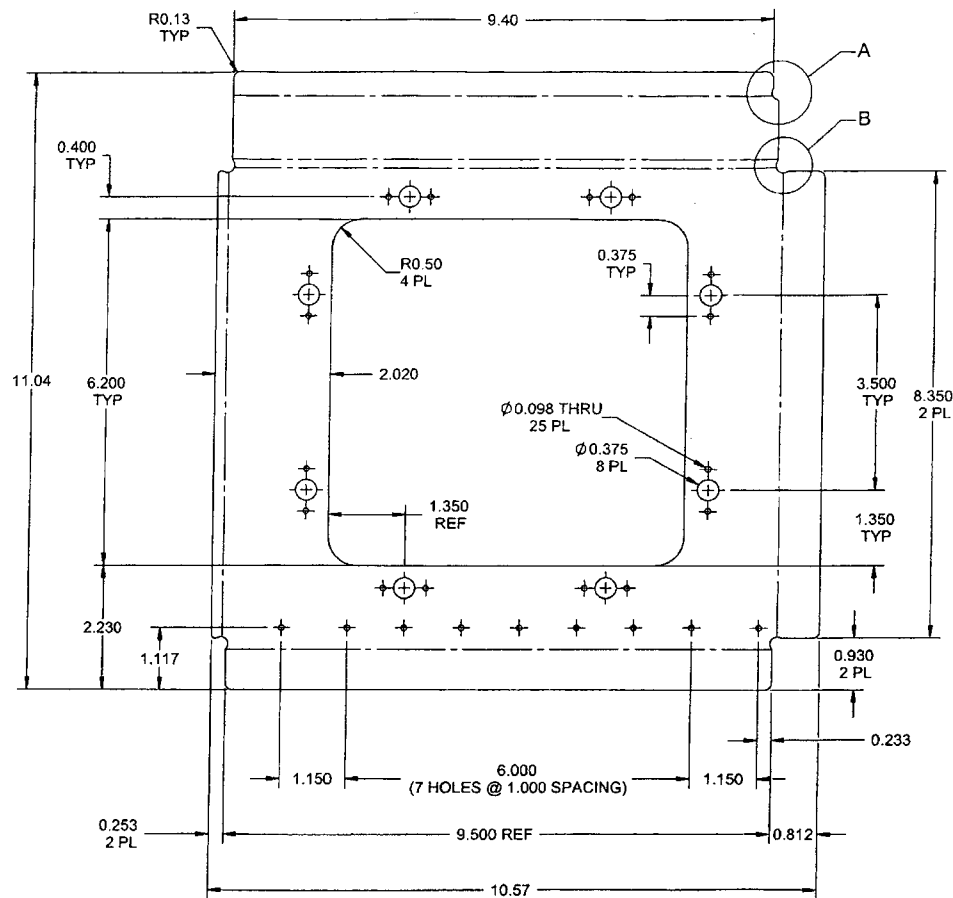 R0.13
TYP
9.40
A
B
0.400
TYP
R0.50
4 PL
0.375
TYP
11.04
6.200
TYP
2.020
3.500
TYP
8.350
2 PL
Ø0.098 THRU
25 PL
Ø0.375
8 PL
1.350
REF
1.350
TYP
2.230
1.117
0.930
2 PL
0.233
1.150
6.000
(7 HOLES @ 1.000 SPACING)
1.150
0.253
2 PL
9.500 REF
0.812
10.57